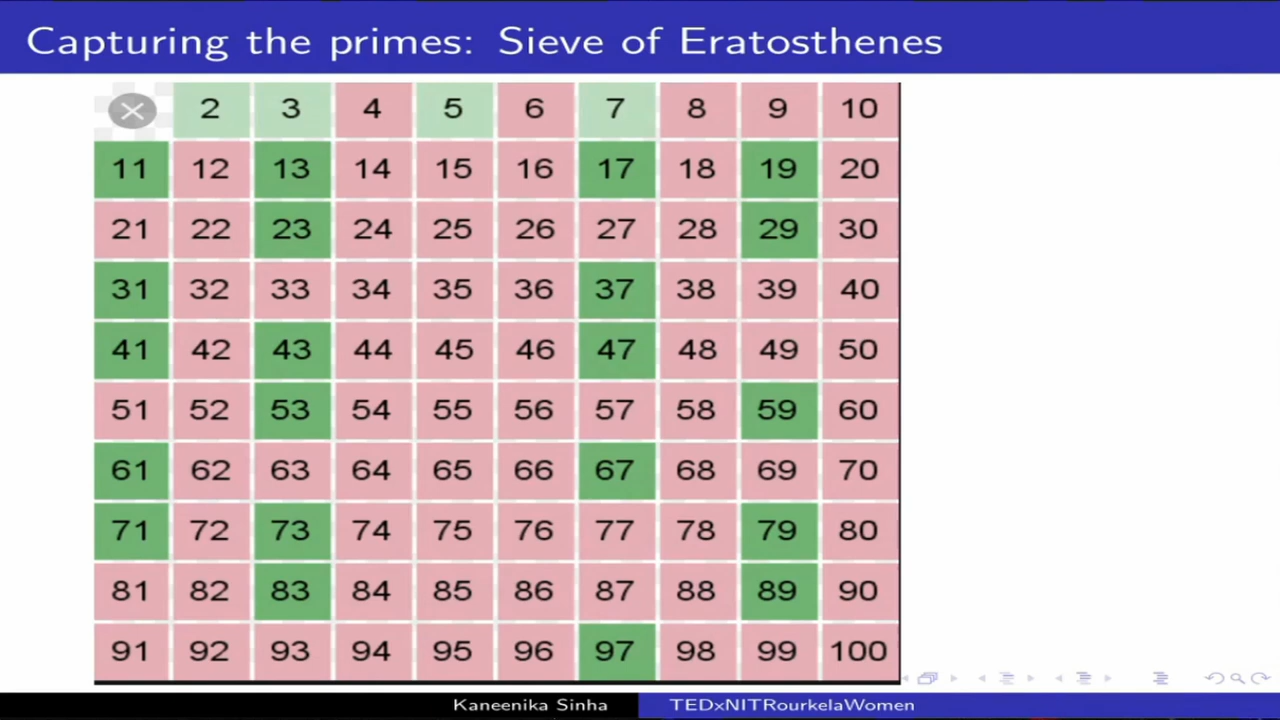 Capturing the primes: Sieve of Eratosthenes
2 3 4 5 6 7 8 9 10
11 12 13 14 15 16 17 18 19 20
21 22 23 24 25 26 27 28 29 30
31 32 33 34 35 36 37 38 39 40
41 42 43 44 45 46 47 48 49 50
51 52 53 54 55 56 57 58 59 60
61 62 63 64 65 66 67 68 69 70
71 72 73 74 75 76 77 78 79 80
81 82 83 84 85 86 87 88 89 90
91 92 93 94 95 96 97 98 99 100
Kaneenika Sinha TEDxNITRourkelaWomen